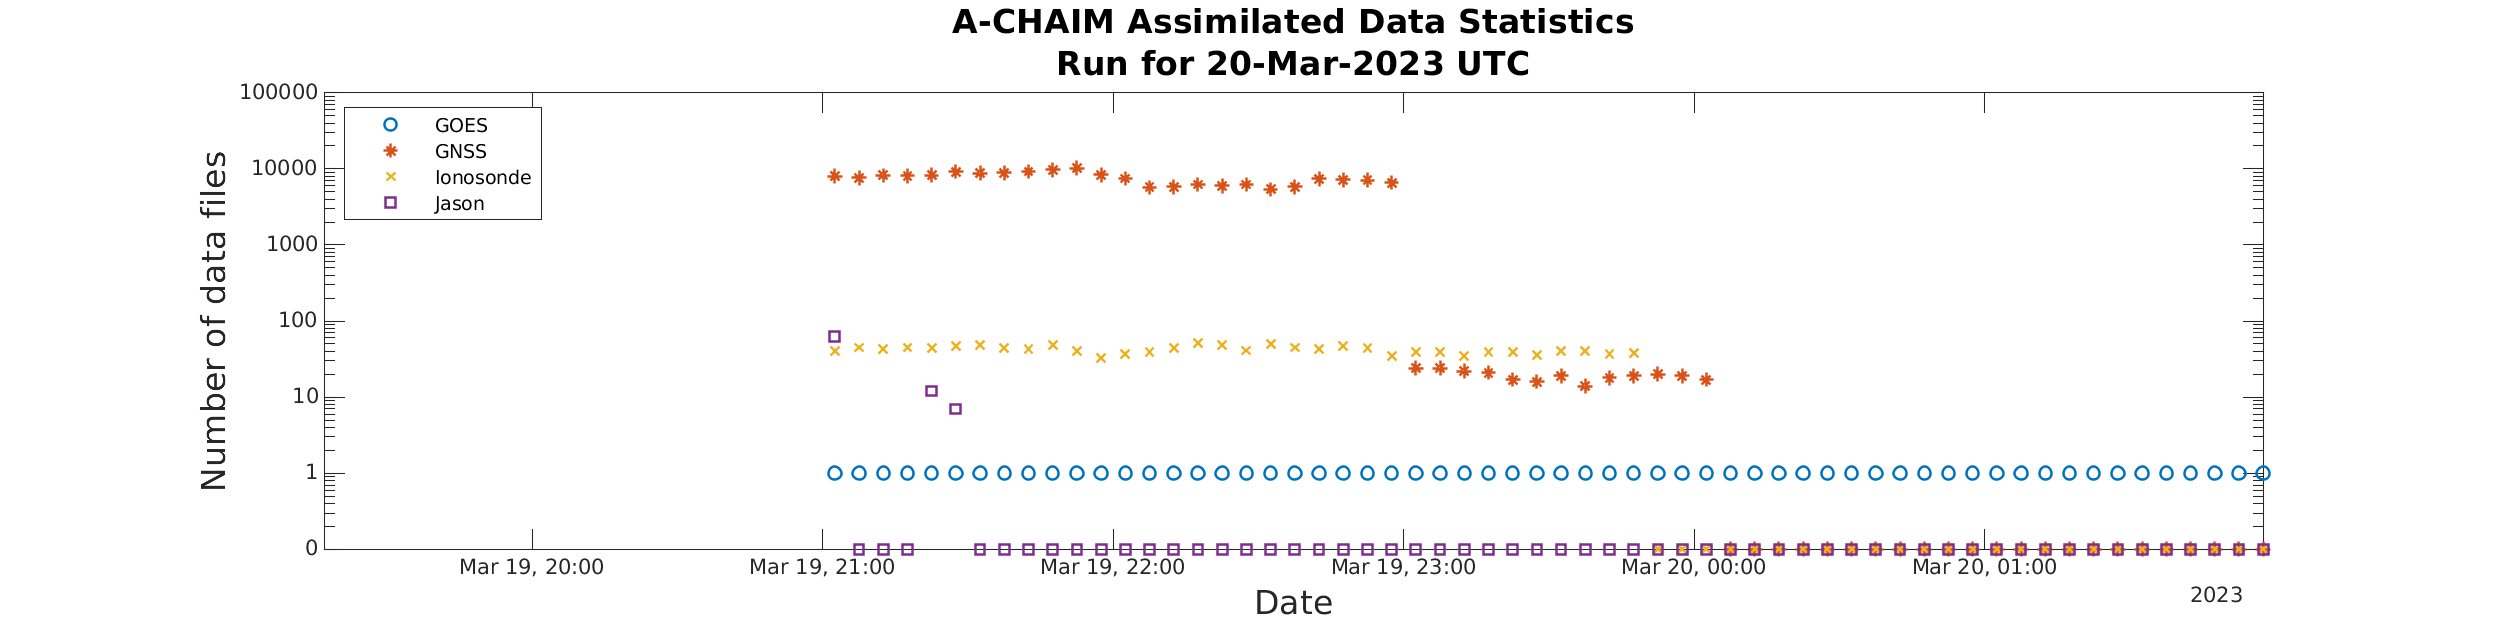 A-CHAIM Assimilated Data Statistics
Run for 20-Mar-2023 UTC
Number of data files
100000
10000
1000
100
10
1
0
GOES
GNSS
Ionosonde
Jason
Mar 19, 20:00 Mar 19, 21:00 Mar 19, 22:00 Mar 19, 23:00 Mar 20, 00:00 Mar 20, 01:00
2023
Date